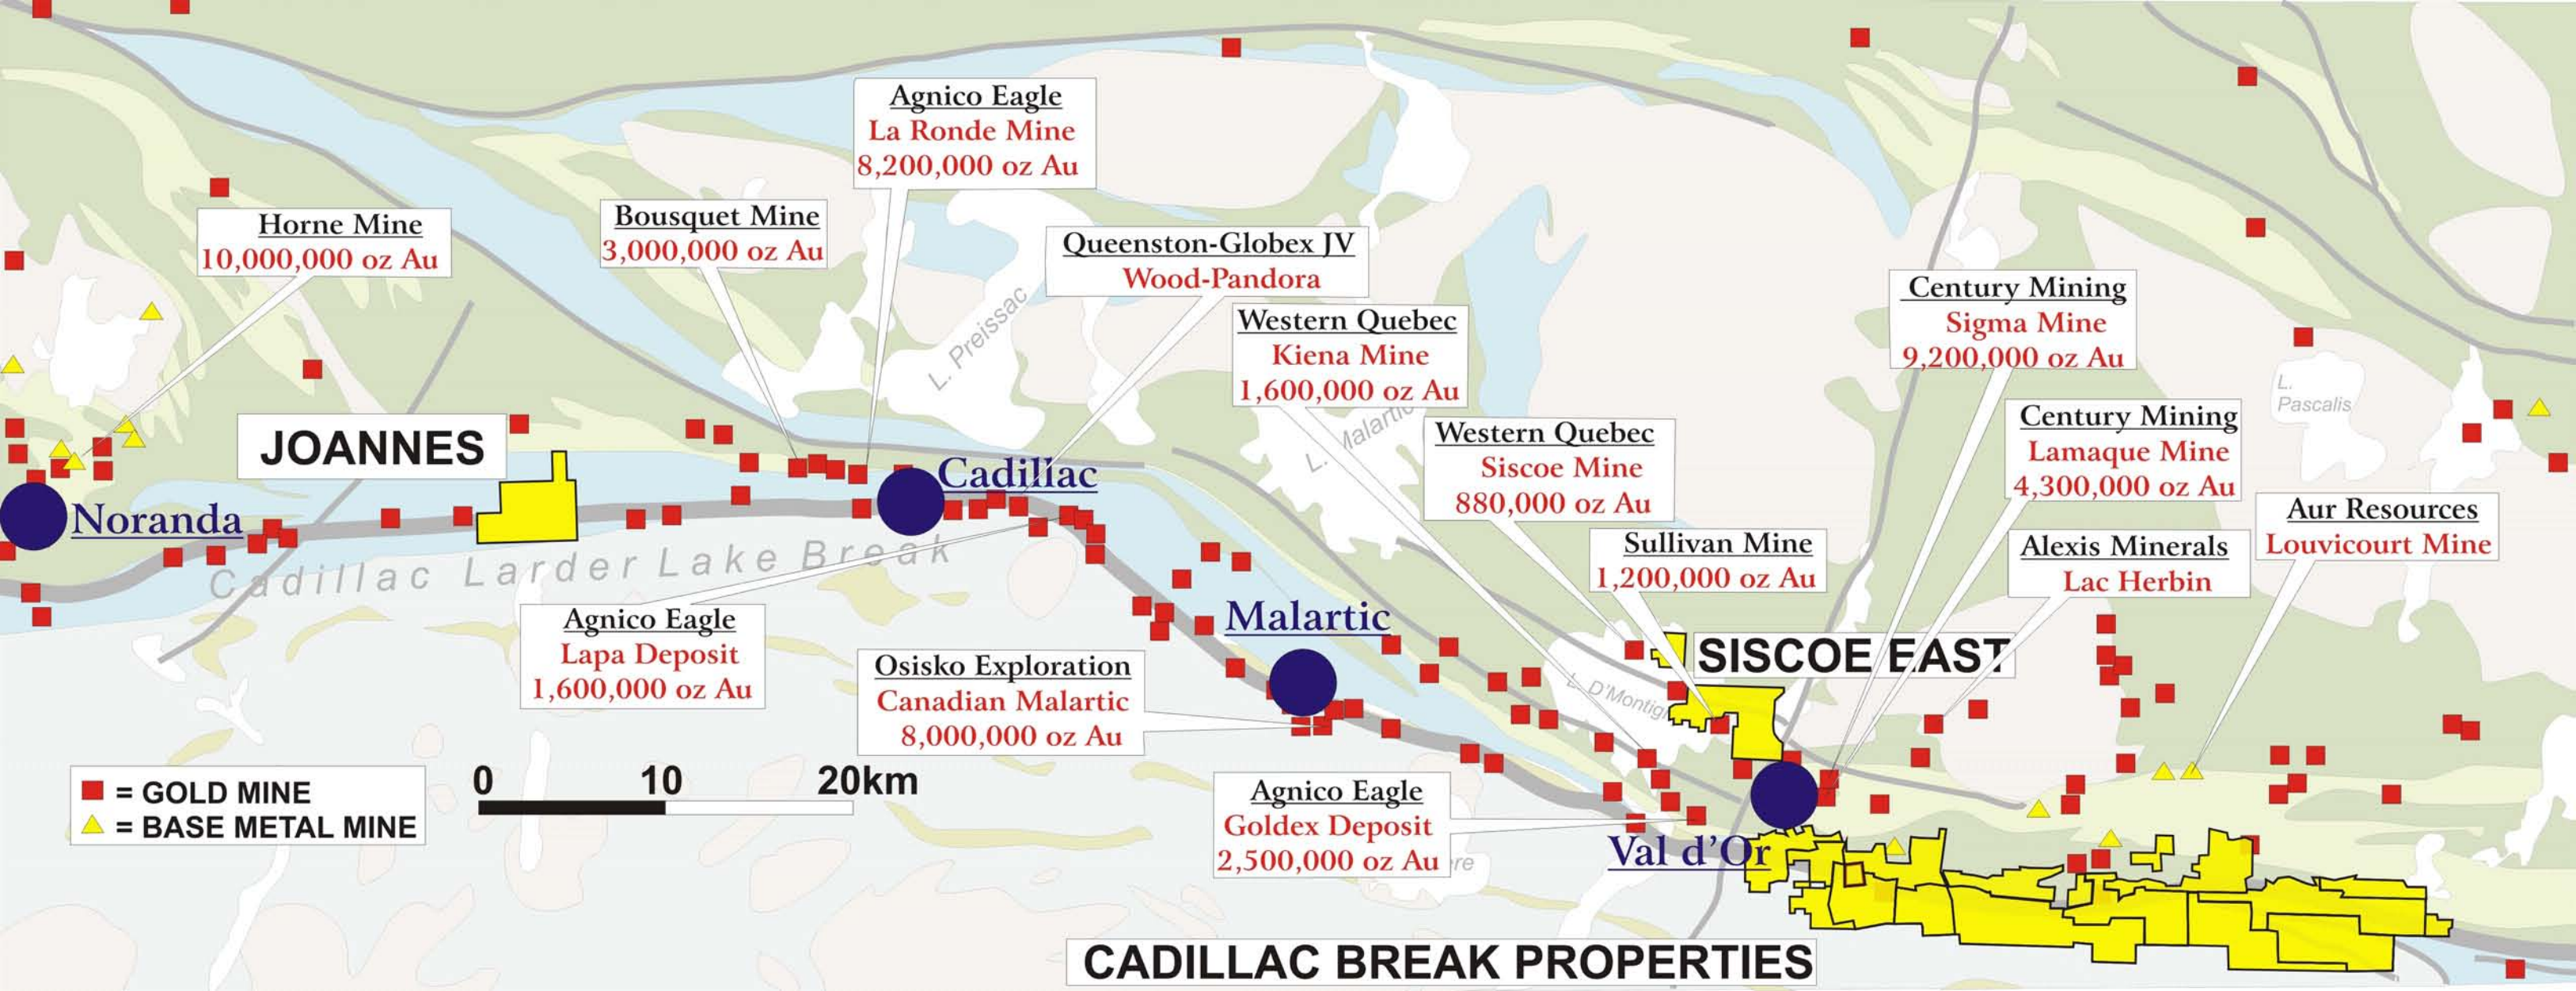 Agnico Eagle
La Ronde Mine
8,200,000 oz Au
Horne Mine
10,000,000 oz Au
Bousquet Mine
3,000,000 oz Au
Queenston-Globex JV
Wood-Pandora
L. Preissac
Western Quebec
Kiena Mine
1,600,000 oz Au
Century Mining
Sigma Mine
9,200,000 oz Au
L.
Pascalis
L. Malartic
Western Quebec
Siscoe Mine
880,000 oz Au
Century Mining
Lamaque Mine
4,300,000 oz Au
JOANNES
Cadillac
Noranda
Aur Resources
Louvicourt Mine
Sullivan Mine
1,200,000 oz Au
Alexis Minerals
Lac Herbin
Cadillac Larder Lake Break
Agnico Eagle
Lapa Deposit
1,600,000 oz Au
Malartic
SISCOE EAST
Osisko Exploration
Canadian Malartic
8,000,000 oz Au
L. D'Montig
0 10 20km
= GOLD MINE
= BASE METAL MINE
Agnico Eagle
Goldex Deposit
2,500,000 oz Au
re
Val d'Or
CADILLAC BREAK PROPERTIES